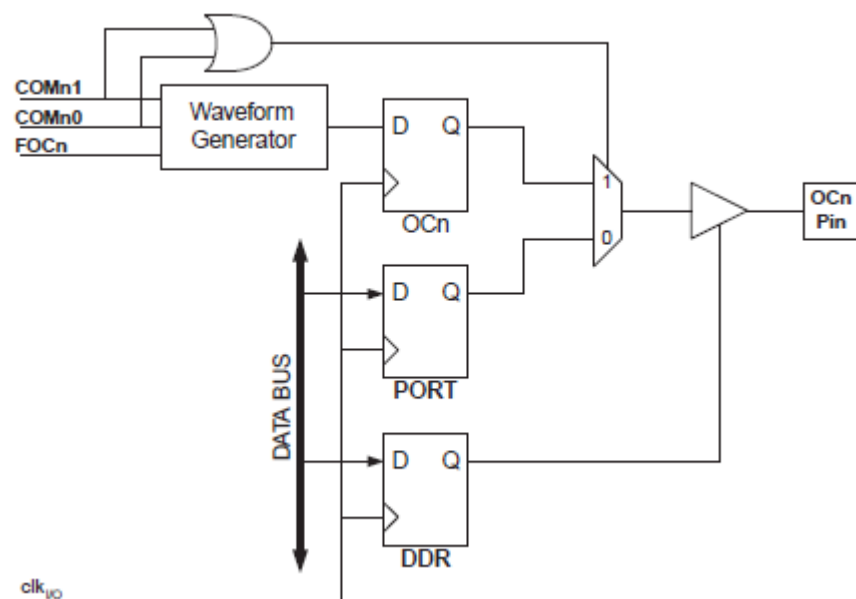 COMn1
COMn0
FOCn
Waveform
Generator
D Q
OCn
1
0
OCn
Pin
D Q
PORT
DATA BUS
D Q
DDR
clkI/O